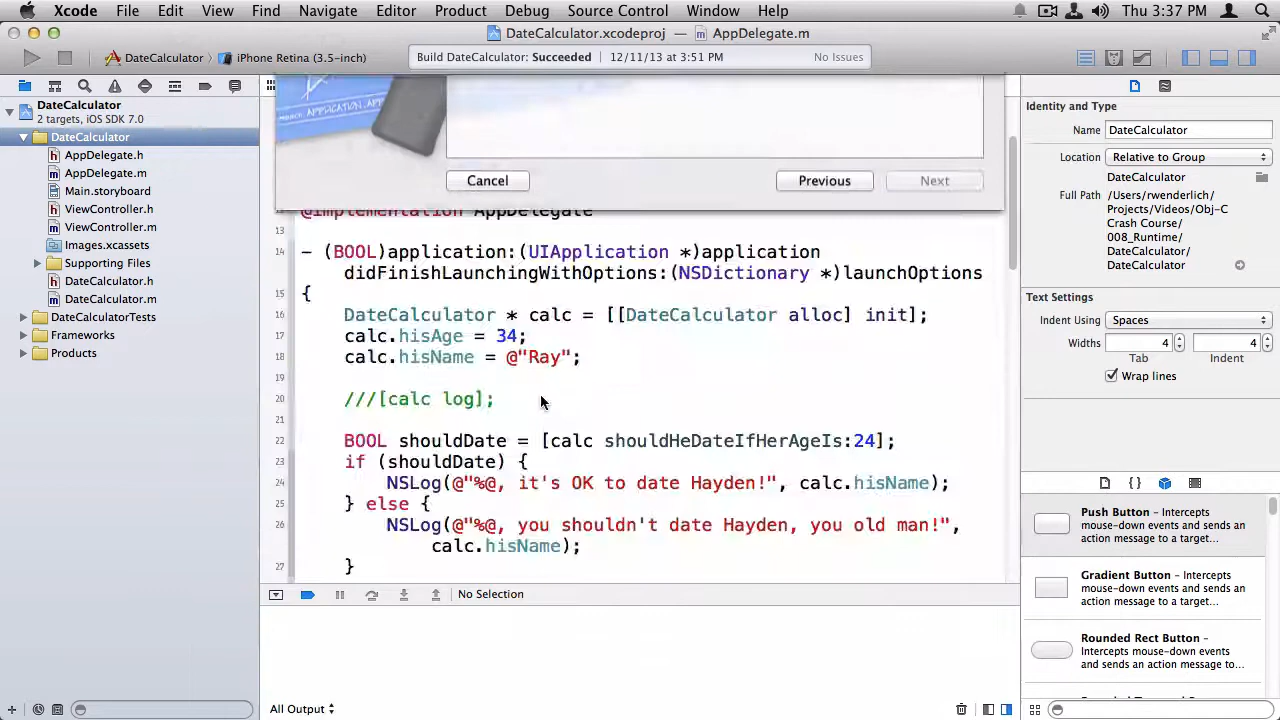 Xcode File Edit View Find Navigate Editor Product Debug Source Control Window Help Thu 3:37 PM
DateCalculator.xcodeproj — AppDelegate.m
DateCalculator iPhone Retina (3.5-inch) Build DateCalculator: Succeeded 12/11/13 at 3:51 PM No Issues
DateCalculator
2 targets, iOS SDK 7.0
DateCalculator
AppDelegate.h
AppDelegate.m
Main.storyboard
ViewController.h
ViewController.m
Images.xcassets
Supporting Files
DateCalculator.h
DateCalculator.m
DateCalculatorTests
Frameworks
Products
Cancel Previous Next
@implementation AppDelegate
13
14 - (BOOL)application:(UIApplication *)application
didFinishLaunchingWithOptions:(NSDictionary *)launchOptions
15 {
16 DateCalculator * calc = [[DateCalculator alloc] init];
17 calc.hisAge = 34;
18 calc.hisName = @"Ray";
19
20 ///[calc log];
21
22 BOOL shouldDate = [calc shouldHeDateIfHerAgeIs:24];
23 if (shouldDate) {
24 NSLog(@"%@, it's OK to date Hayden!", calc.hisName);
25 } else {
26 NSLog(@"%@, you shouldn't date Hayden, you old man!",
calc.hisName);
27 }
No Selection
All Output
Identity and Type
Name DateCalculator
Location Relative to Group
DateCalculator
Full Path /Users/rwenderlich/
Projects/Videos/Obj-C
Crash Course/
008_Runtime/
DateCalculator/
DateCalculator
Text Settings
Indent Using Spaces
Widths 4 4
Tab Indent
Wrap lines
Push Button – Intercepts
mouse-down events and sends an
action message to a target...
Gradient Button – Intercepts
mouse-down events and sends an
action message to a target...
Rounded Rect Button –
Intercepts mouse-down events
and sends an action message to...